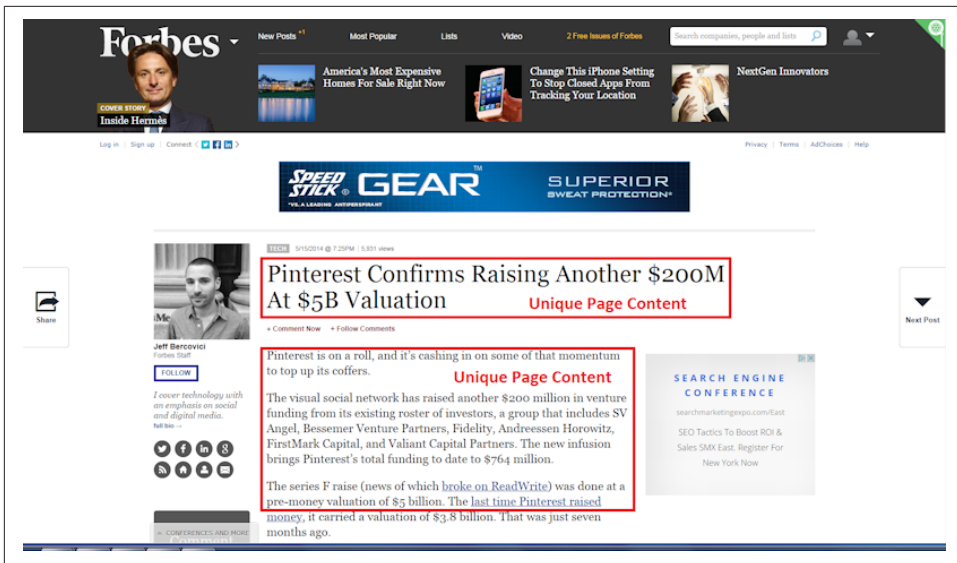 Forbes
New Posts +1
Most Popular
Lists
Video
2 Free Issues of Forbes
Search companies, people and lists
COVER STORY
Inside Hermès
America's Most Expensive
Homes For Sale Right Now
Change This iPhone Setting
To Stop Closed Apps From
Tracking Your Location
NextGen Innovators
Log in | Sign up | Connect
Privacy | Terms | AdChoices | Help
SPEED STICK® GEAR™
*VS. A LEADING ANTIPERSPIRANT
SUPERIOR
SWEAT PROTECTION*
TECH 5/15/2014 @ 7:25PM | 5,931 views
Pinterest Confirms Raising Another $200M
At $5B Valuation
Unique Page Content
+ Comment Now + Follow Comments
Share
Next Post
Jeff Bercovici
Forbes Staff
FOLLOW
I cover technology with
an emphasis on social
and digital media.
full bio →
Pinterest is on a roll, and it's cashing in on some of that momentum
to top up its coffers.
Unique Page Content
The visual social network has raised another $200 million in venture
funding from its existing roster of investors, a group that includes SV
Angel, Bessemer Venture Partners, Fidelity, Andreessen Horowitz,
FirstMark Capital, and Valiant Capital Partners. The new infusion
brings Pinterest's total funding to date to $764 million.
The series F raise (news of which broke on ReadWrite) was done at a
pre-money valuation of $5 billion. The last time Pinterest raised
money, it carried a valuation of $3.8 billion. That was just seven
months ago.
SEARCH ENGINE
CONFERENCE
searchmarketingexpo.com/East
SEO Tactics To Boost ROI &
Sales SMX East. Register For
New York Now
CONFERENCES AND MORE